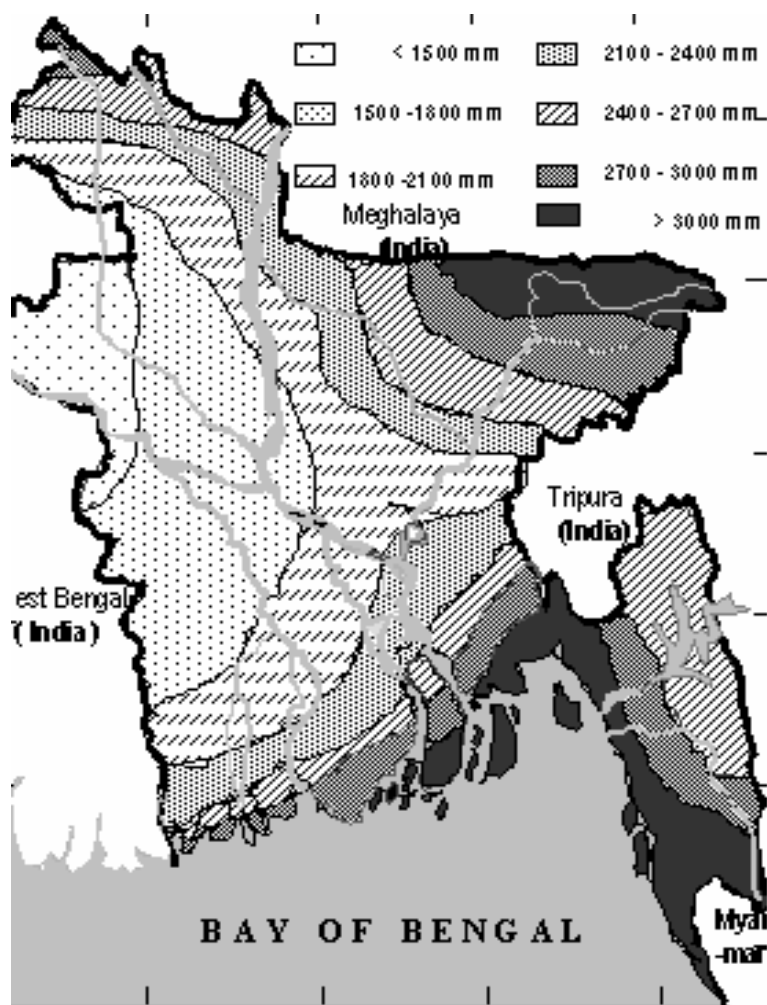 < 1500 mm
2100 - 2400 mm
1500 -1800 mm
2400 - 2700 mm
1800 -2100 mm
2700 - 3000 mm
> 3000 mm
Meghalaya
(India)
Tripura
(India)
est Bengal
( India )
BAY OF BENGAL
Myan
-mar